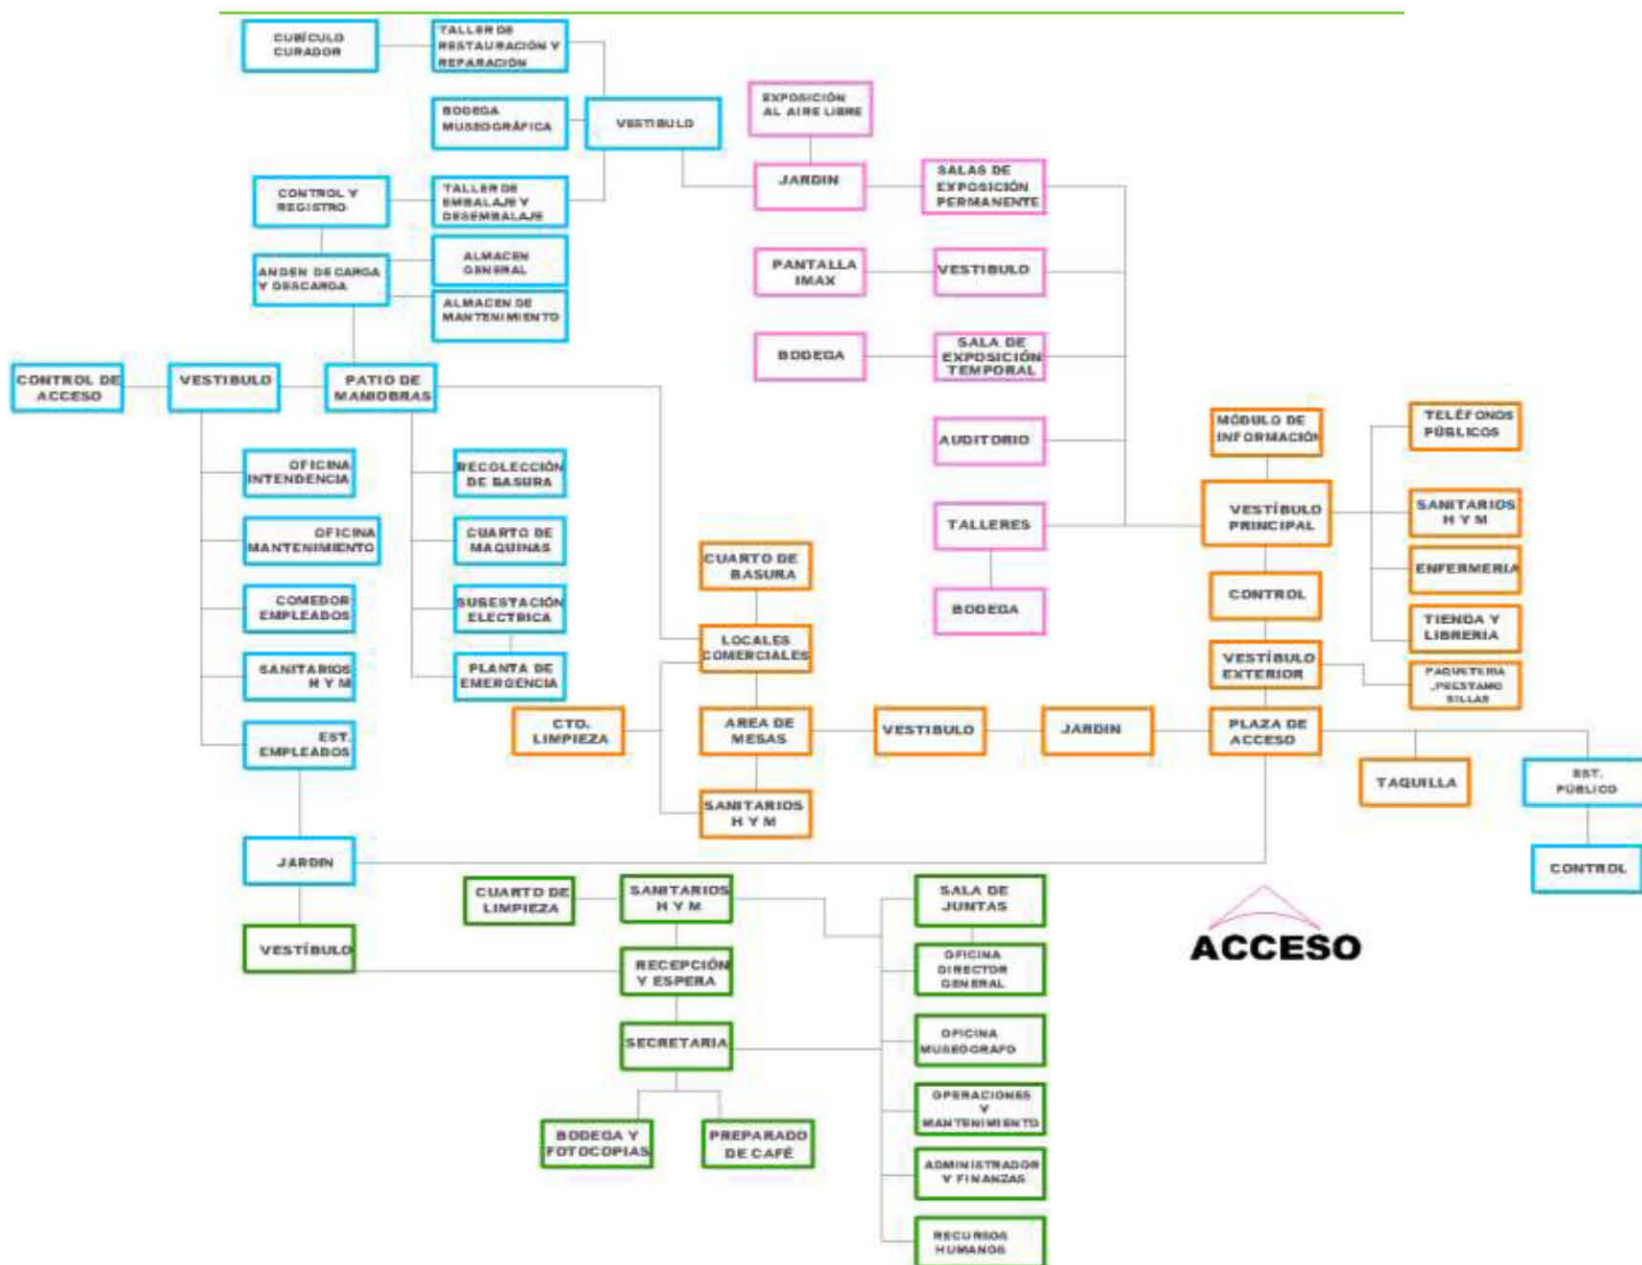 CUBÍCULO
CURADOR
TALLER DE
RESTAURACIÓN Y
REPARACIÓN
BODEGA
MUSEOGRÁFICA
VESTIBULO
CONTROL Y
REGISTRO
TALLER DE
EMBALAJE Y
DESEMBALAJE
ANDEN DE CARGA
Y DESCARGA
ALMACEN
GENERAL
ALMACEN DE
MANTENIMIENTO
CONTROL DE
ACCESO
VESTIBULO
PATIO DE
MANIOBRAS
OFICINA
INTENDENCIA
OFICINA
MANTENIMIENTO
COMEDOR
EMPLEADOS
SANITARIOS
H Y M
EST.
EMPLEADOS
RECOLECCIÓN
DE BASURA
CUARTO DE
MAQUINAS
SUBESTACIÓN
ELECTRICA
PLANTA DE
EMERGENCIA
EXPOSICIÓN
AL AIRE LIBRE
JARDIN
SALAS DE
EXPOSICIÓN
PERMANENTE
PANTALLA
IMAX
VESTIBULO
BODEGA
SALA DE
EXPOSICIÓN
TEMPORAL
AUDITORIO
TALLERES
BODEGA
MÓDULO DE
INFORMACIÓN
VESTÍBULO
PRINCIPAL
CONTROL
VESTÍBULO
EXTERIOR
TELÉFONOS
PÚBLICOS
SANITARIOS
H Y M
ENFERMERIA
TIENDA Y
LIBRERIA
PAQUETERIA
,PRESTAMO
SILLAS
CUARTO DE
BASURA
LOCALES
COMERCIALES
CTO.
LIMPIEZA
AREA DE
MESAS
SANITARIOS
H Y M
VESTIBULO
JARDIN
PLAZA DE
ACCESO
TAQUILLA
EST.
PÚBLICO
CONTROL
JARDIN
VESTÍBULO
CUARTO DE
LIMPIEZA
SANITARIOS
H Y M
RECEPCIÓN
Y ESPERA
SECRETARIA
BODEGA Y
FOTOCOPIAS
PREPARADO
DE CAFÉ
SALA DE
JUNTAS
OFICINA
DIRECTOR
GENERAL
OFICINA
MUSEOGRAFO
OPERACIONES
Y
MANTENIMIENTO
ADMINISTRADOR
Y FINANZAS
RECURSOS
HUMANOS
ACCESO